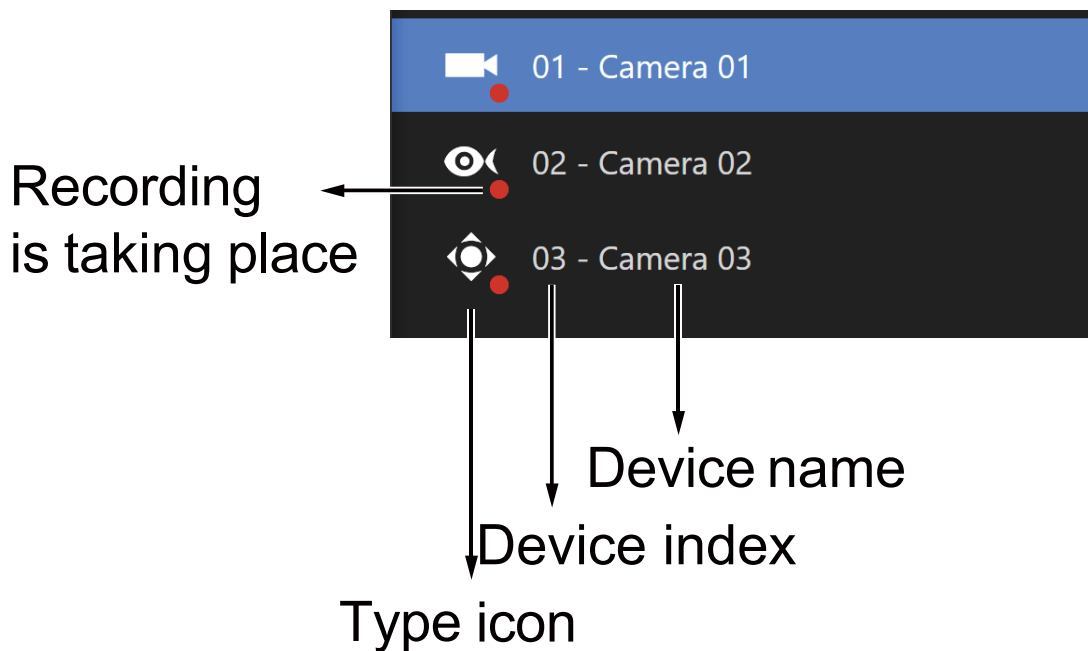 01 - Camera 01
02 - Camera 02
03 - Camera 03
Recording
is taking place
Device name
Device index
Type icon